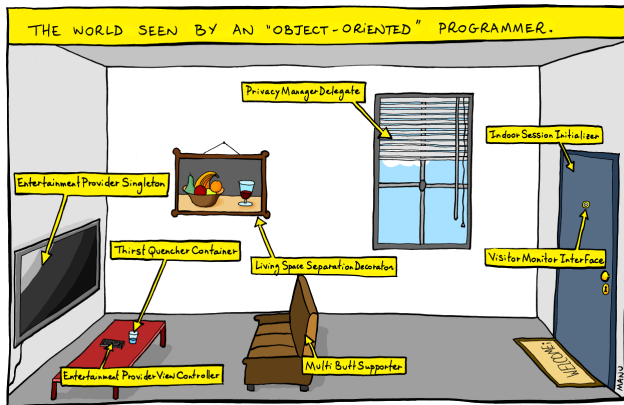 THE WORLD SEEN BY AN "OBJECT-ORIENTED" PROGRAMMER.
Privacy Manager Delegate
Indoor Session Initializer
Entertainment Provider Singleton
Thirst Quencher Container
Living Space Separation Decorator
Visitor Monitor Interface
Entertainment Provider View Controller
Multi Butt Supporter
WELCOME!
MANU